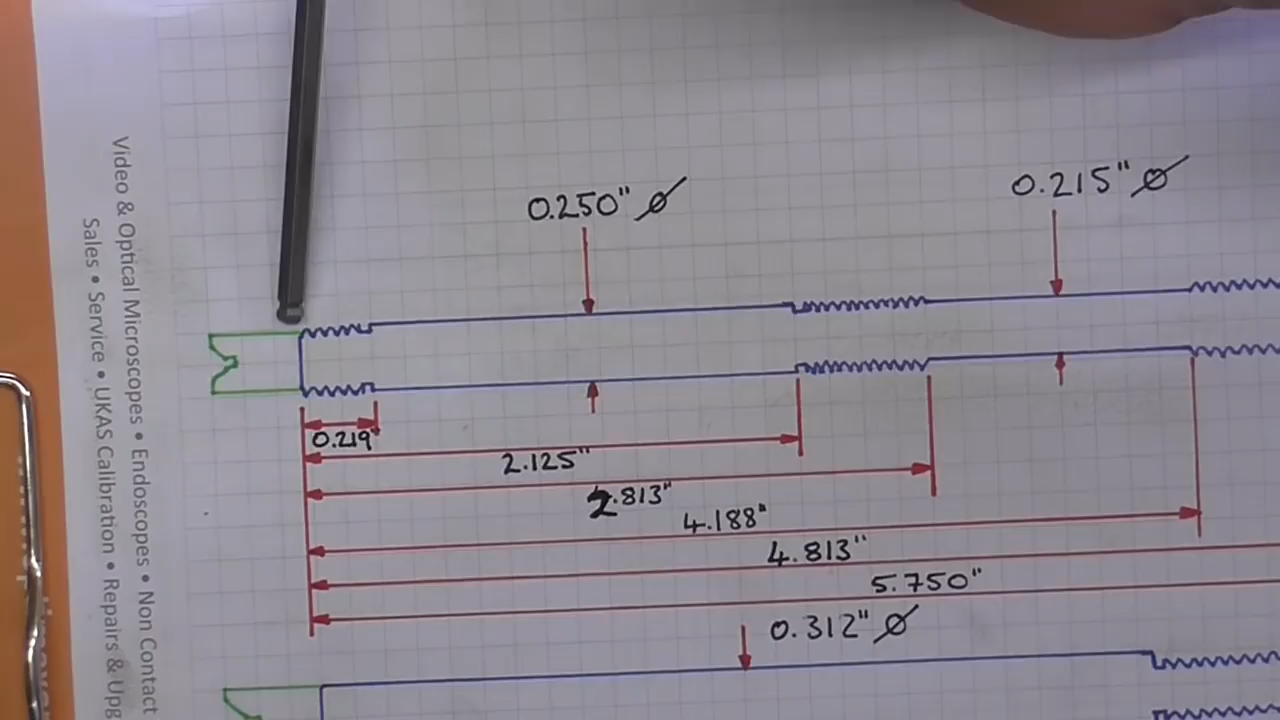 0.250" Ø
0.215" Ø
0.219"
2.125"
2.813"
4.188"
4.813"
5.750"
0.312" Ø
Video & Optical Microscopes • Endoscopes • Non Contact
Sales • Service • UKAS Calibration • Repairs & Upg